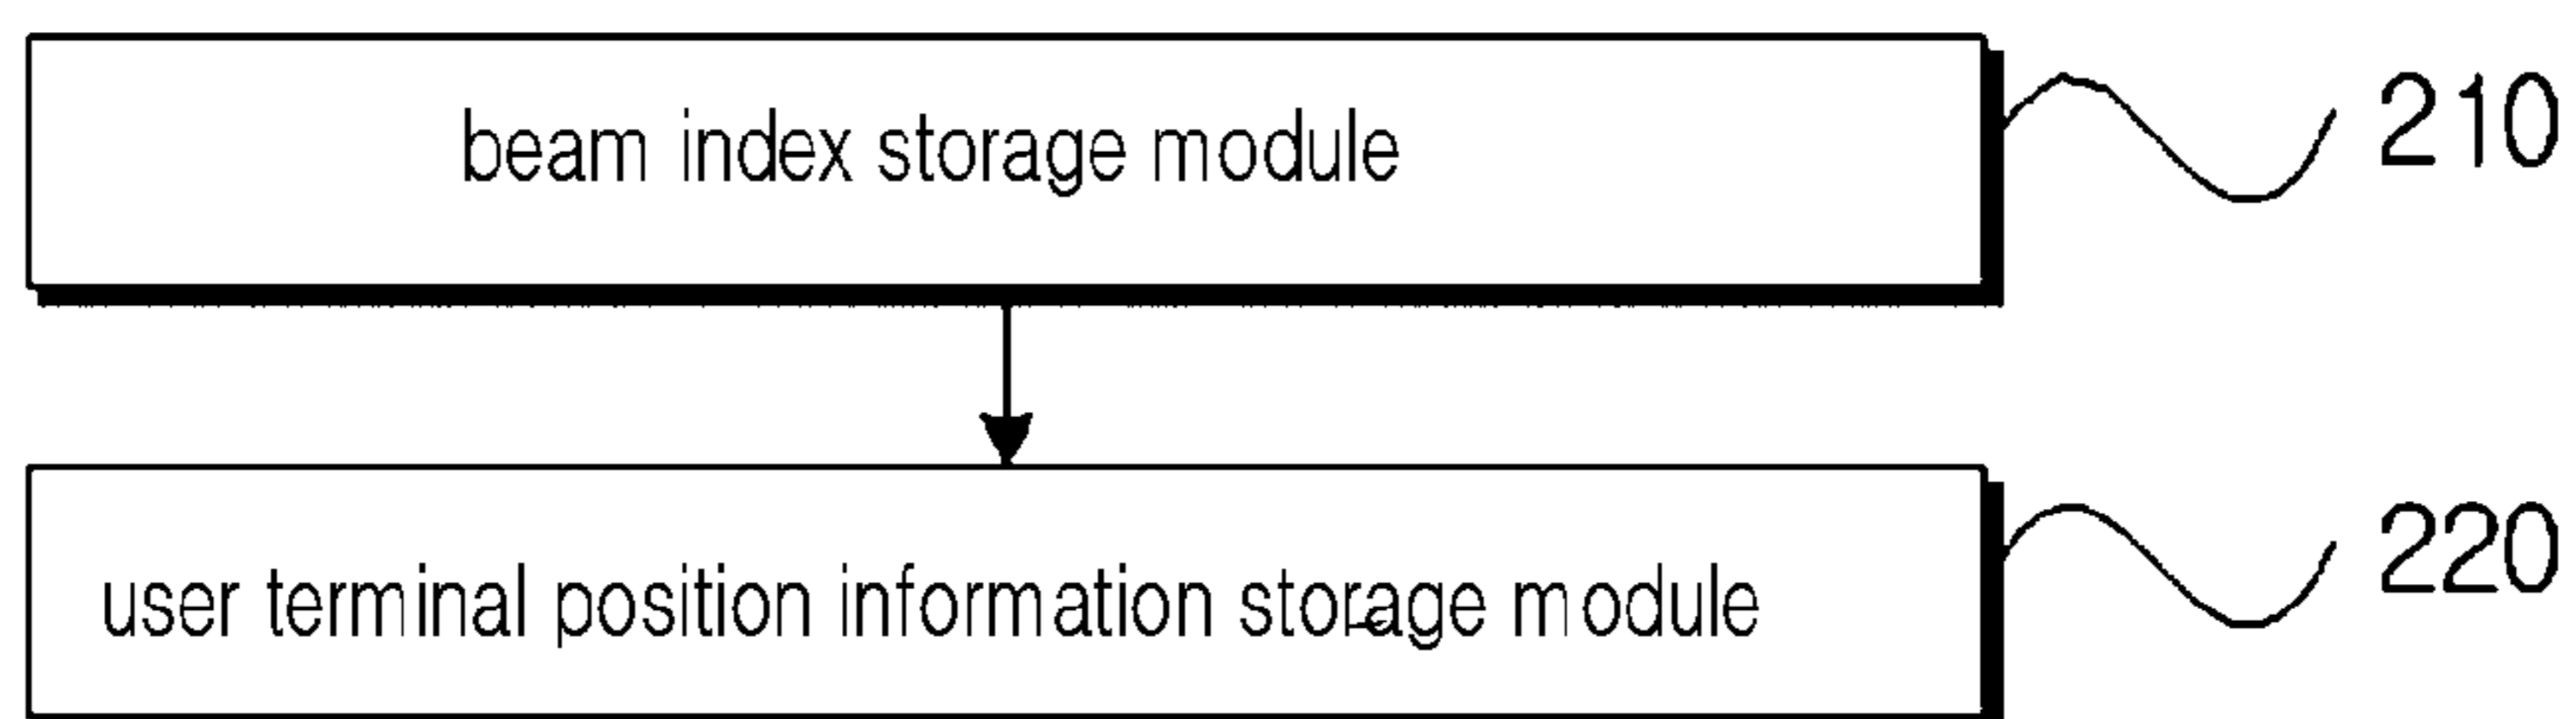 beam index storage module
210
user terminal position information storage module
220